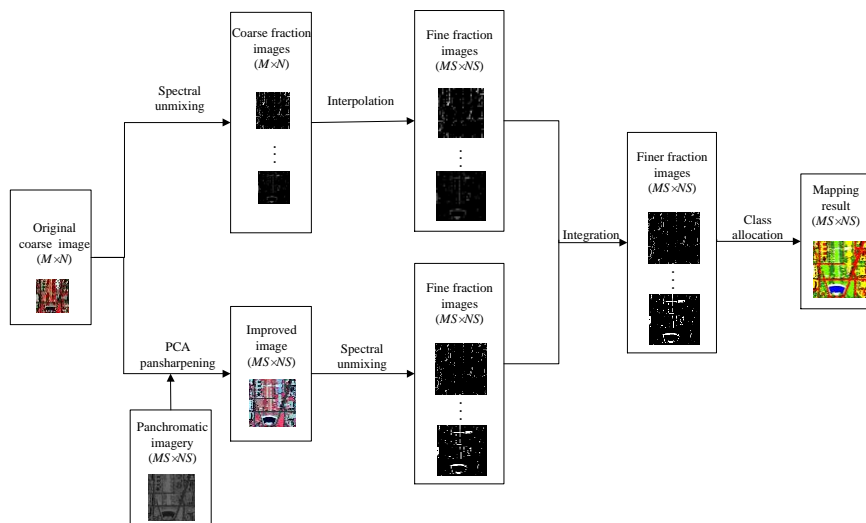 Original
coarse image
(M×N)
Spectral
unmixing
Coarse fraction
images
(M×N)
Interpolation
Fine fraction
images
(MS×NS)
PCA
pansharpening
Panchromatic
imagery
(MS×NS)
Improved
image
(MS×NS)
Spectral
unmixing
Fine fraction
images
(MS×NS)
Integration
Finer fraction
images
(MS×NS)
Class
allocation
Mapping
result
(MS×NS)